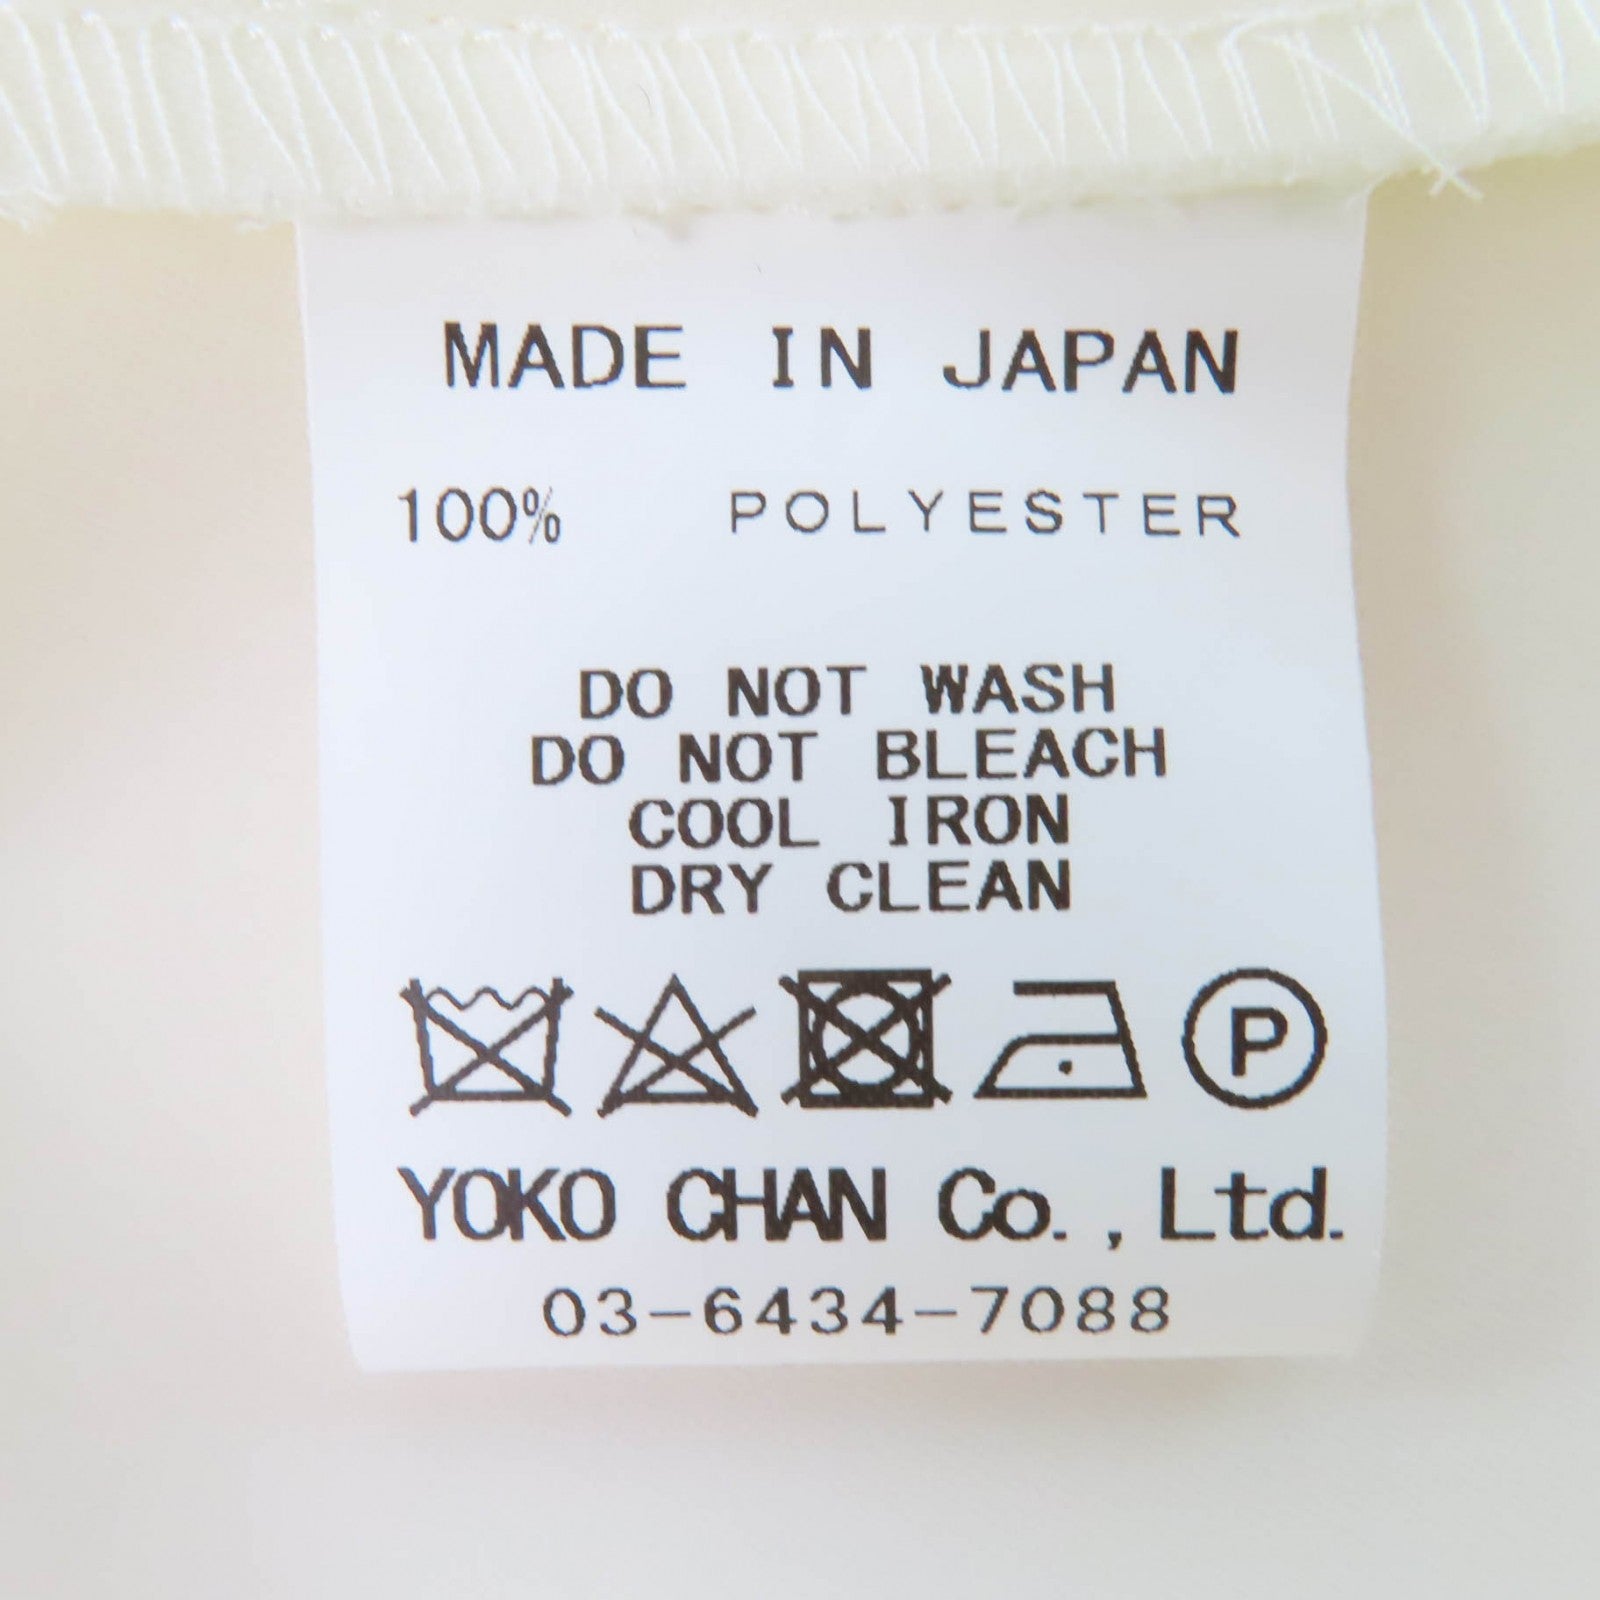 MADE IN JAPAN
100% POLYESTER
DO NOT WASH
DO NOT BLEACH
COOL IRON
DRY CLEAN
P
YOKO CHAN Co., Ltd.
03-6434-7088